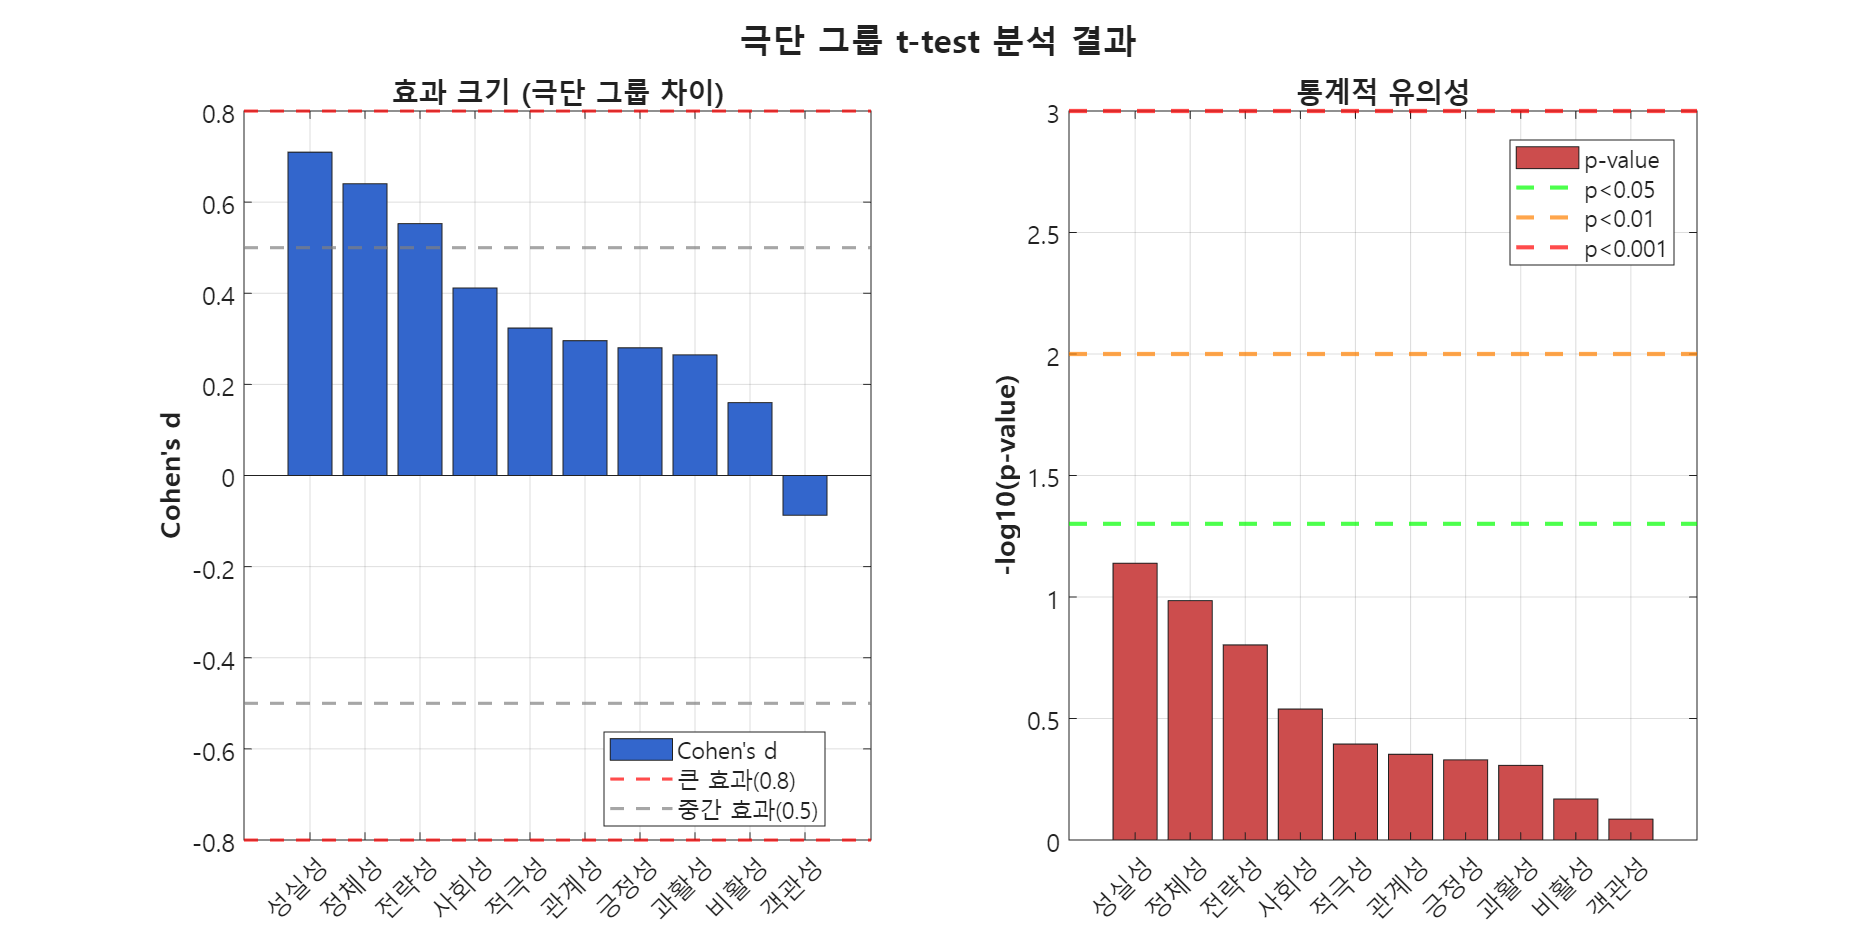 극단 그룹 t-test 분석 결과
효과 크기 (극단 그룹 차이)
Cohen's d
0.8
0.6
0.4
0.2
0
-0.2
-0.4
-0.6
-0.8
Cohen's d
큰 효과(0.8)
중간 효과(0.5)
성실성
정체성
전략성
사회성
적극성
관계성
긍정성
과활성
비활성
객관성
통계적 유의성
-log10(p-value)
3
2.5
2
1.5
1
0.5
0
p-value
p<0.05
p<0.01
p<0.001
성실성
정체성
전략성
사회성
적극성
관계성
긍정성
과활성
비활성
객관성